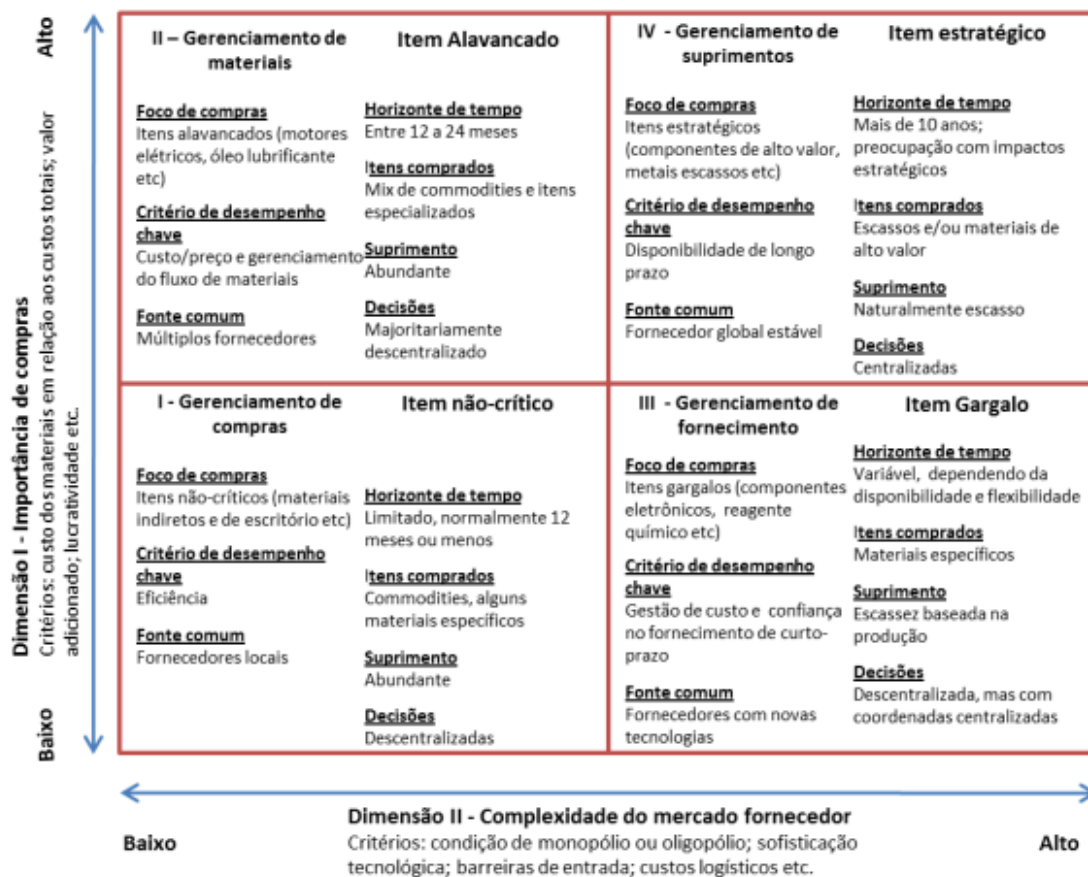 Alto
Dimensão I - Importância de compras
Critérios: custo dos materiais em relação aos custos totais; valor
adicionado; lucratividade etc.
Baixo
II – Gerenciamento de
materiais
Foco de compras
Itens alavancados (motores
elétricos, óleo lubrificante
etc)
Critério de desempenho
chave
Custo/preço e gerenciamento
do fluxo de materiais
Fonte comum
Múltiplos fornecedores
Item Alavancado
Horizonte de tempo
Entre 12 a 24 meses
Itens comprados
Mix de commodities e itens
especializados
Suprimento
Abundante
Decisões
Majoritariamente
descentralizado
IV - Gerenciamento de
suprimentos
Foco de compras
Itens estratégicos
(componentes de alto valor,
metais escassos etc)
Critério de desempenho
chave
Disponibilidade de longo
prazo
Fonte comum
Fornecedor global estável
Item estratégico
Horizonte de tempo
Mais de 10 anos;
preocupação com impactos
estratégicos
Itens comprados
Escassos e/ou materiais de
alto valor
Suprimento
Naturalmente escasso
Decisões
Centralizadas
I - Gerenciamento de
compras
Foco de compras
Itens não-críticos (materiais
indiretos e de escritório etc)
Critério de desempenho
chave
Eficiência
Fonte comum
Fornecedores locais
Item não-crítico
Horizonte de tempo
Limitado, normalmente 12
meses ou menos
Itens comprados
Commodities, alguns
materiais específicos
Suprimento
Abundante
Decisões
Descentralizadas
III - Gerenciamento de
fornecimento
Foco de compras
Itens gargalos (componentes
eletrônicos, reagente
químico etc)
Critério de desempenho
chave
Gestão de custo e confiança
no fornecimento de curto-
prazo
Fonte comum
Fornecedores com novas
tecnologias
Item Gargalo
Horizonte de tempo
Variável, dependendo da
disponibilidade e flexibilidade
Itens comprados
Materiais específicos
Suprimento
Escassez baseada na
produção
Decisões
Descentralizada, mas com
coordenadas centralizadas
Dimensão II - Complexidade do mercado fornecedor
Baixo
Critérios: condição de monopólio ou oligopólio; sofisticação
tecnológica; barreiras de entrada; custos logísticos etc.
Alto